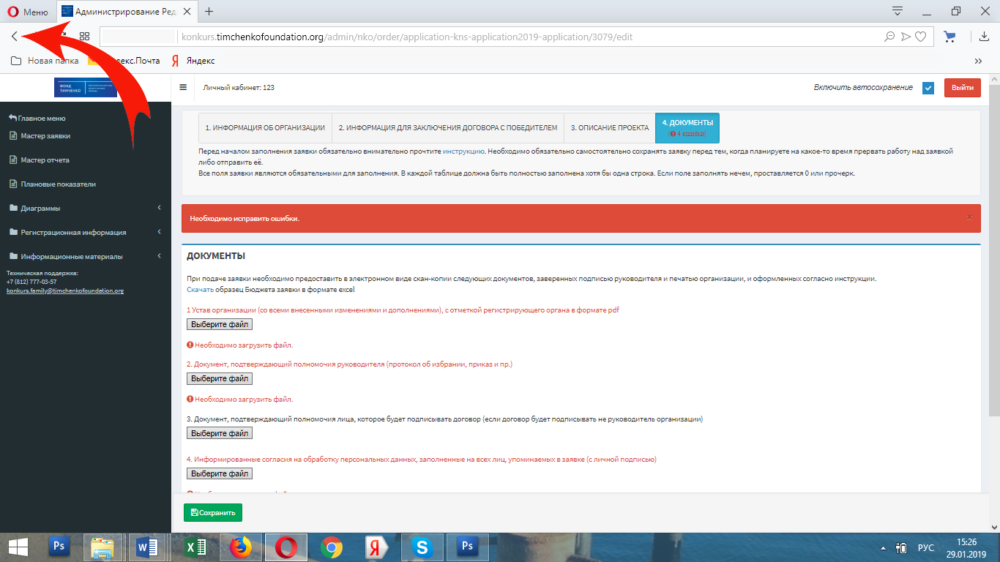 Меню
Администрирование Ред
konkurs.timchenkofoundation.org/admin/nko/order/application-kns-application2019-application/3079/edit
Новая папка
Яндекс
ФОНД
ТИМЧЕНКО
Личный кабинет: 123
Включить автосохранение
Выйти
Главное меню
Мастер заявки
Мастер отчета
Плановые показатели
Диаграммы
Регистрационная информация
Информационные материалы
Техническая поддержка:
+7 (812) 777-03-57
konkurs.family@timchenkofoundation.org
1. ИНФОРМАЦИЯ ОБ ОРГАНИЗАЦИИ
2. ИНФОРМАЦИЯ ДЛЯ ЗАКЛЮЧЕНИЯ ДОГОВОРА С ПОБЕДИТЕЛЕМ
3. ОПИСАНИЕ ПРОЕКТА
4. ДОКУМЕНТЫ
(4 ошибки)
Перед началом заполнения заявки обязательно внимательно прочтите инструкцию. Необходимо обязательно самостоятельно сохранять заявку перед тем, когда планируете на какое-то время прервать работу над заявкой
либо отправить её.
Все поля заявки являются обязательными для заполнения. В каждой таблице должна быть полностью заполнена хотя бы одна строка. Если поле заполнять нечем, проставляется 0 или прочерк.
Необходимо исправить ошибки.
×
ДОКУМЕНТЫ
При подаче заявки необходимо предоставить в электронном виде скан-копии следующих документов, заверенных подписью руководителя и печатью организации, и оформленных согласно инструкции.
Скачать образец Бюджета заявки в формате excel
1 Устав организации (со всеми внесенными изменениями и дополнениями), с отметкой регистрирующего органа в формате pdf
Выберите файл
Необходимо загрузить файл.
2. Документ, подтверждающий полномочия руководителя (протокол об избрании, приказ и пр.)
Выберите файл
Необходимо загрузить файл.
3. Документ, подтверждающий полномочия лица, которое будет подписывать договор (если договор будет подписывать не руководитель организации)
Выберите файл
4. Информированные согласия на обработку персональных данных, заполненные на всех лиц, упоминаемых в заявке (с личной подписью)
Выберите файл
Сохранить
РУС
15:26
29.01.2019